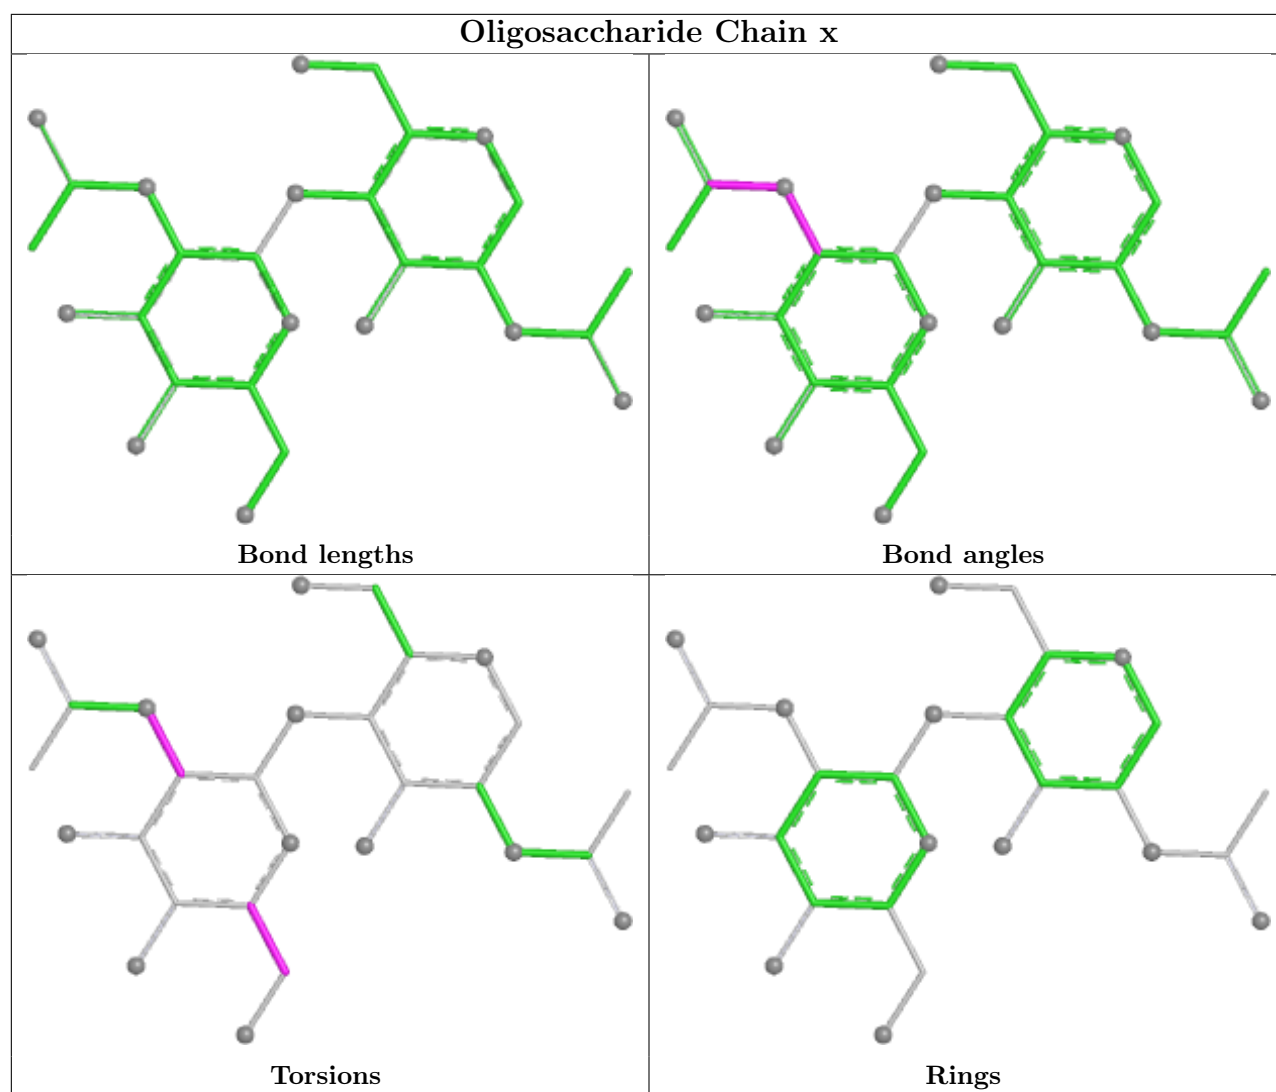 Oligosaccharide Chain x
Bond lengths
Bond angles
Torsions
Rings